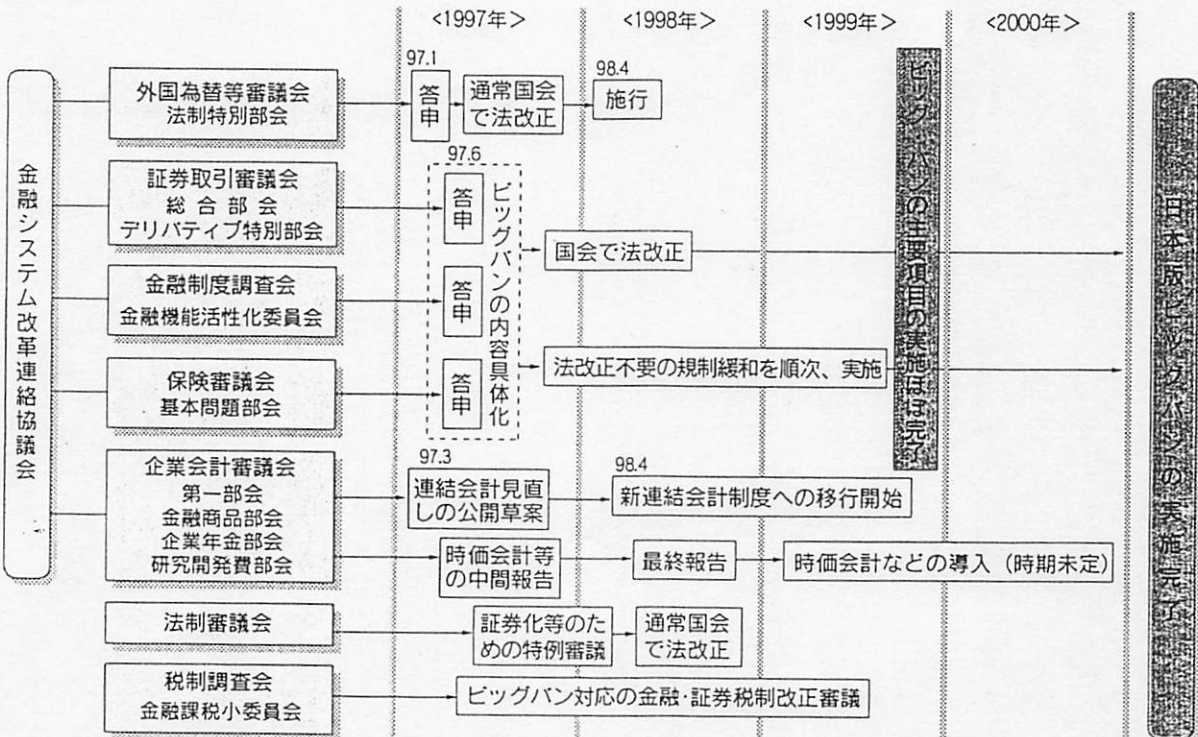 <1997年>
<1998年>
<1999年>
<2000年>
金融システム改革連絡協議会
外国為替等審議会
法制特別部会
97.1
答申
通常国会
で法改正
98.4
施行
証券取引審議会
総合部会
デリバティブ特別部会
97.6
答申
金融制度調査会
金融機能活性化委員会
答申
保険審議会
基本問題部会
答申
ビッグバンの内容具体化
国会で法改正
法改正不要の規制緩和を順次、実施
企業会計審議会
第一部会
金融商品部会
企業年金部会
研究開発費部会
97.3
連結会計見直
しの公開草案
98.4
新連結会計制度への移行開始
時価会計等
の中間報告
最終報告
時価会計などの導入（時期未定）
法制審議会
証券化等のた
めの特例審議
通常国会
で法改正
税制調査会
金融課税小委員会
ビッグバン対応の金融・証券税制改正審議
ビッグバンの主要項目の実施ほぼ完了
日本版ビッグバンの実施完了